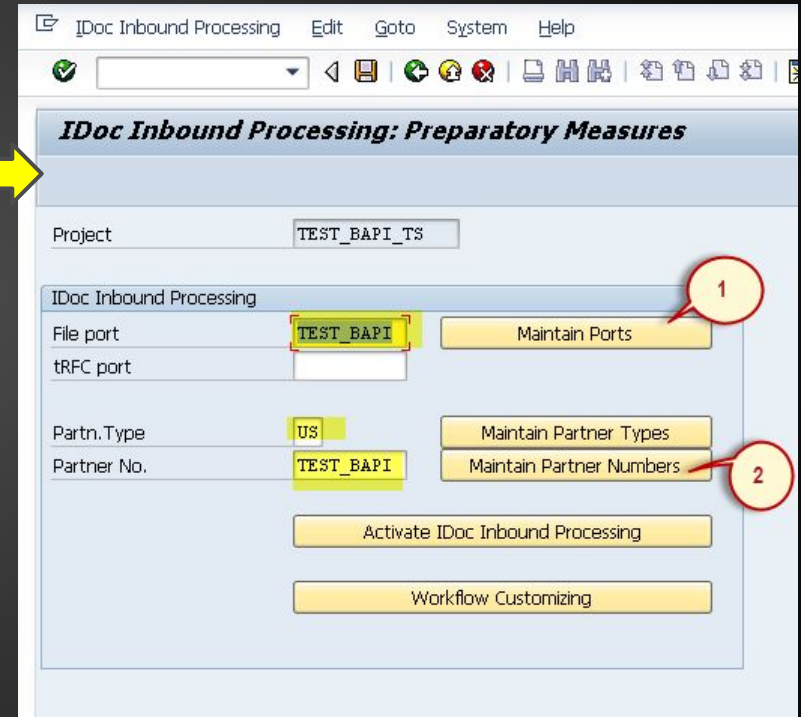 IDoc Inbound Processing Edit Goto System Help
IDoc Inbound Processing: Preparatory Measures
Project TEST_BAPI_TS
IDoc Inbound Processing
1
File port TEST_BAPI Maintain Ports
tRFC port
Partn.Type US Maintain Partner Types
Partner No. TEST_BAPI Maintain Partner Numbers
2
Activate IDoc Inbound Processing
Workflow Customizing